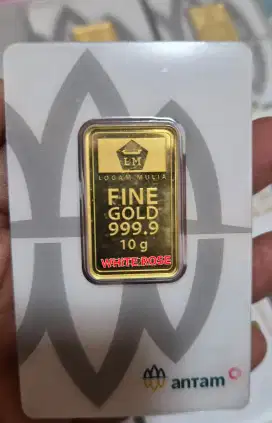 LM
LOGAM MULIA
FINE
GOLD
999.9
10 g
WHITE ROSE
antam